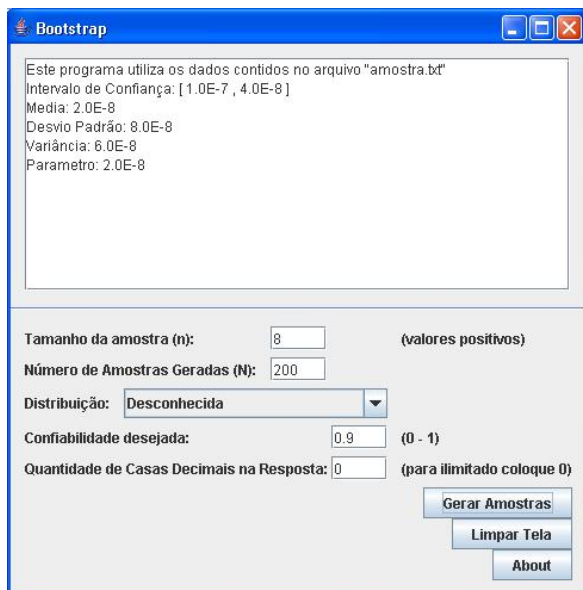 Bootstrap
Este programa utiliza os dados contidos no arquivo "amostra.txt"
Intervalo de Confiança: [ 1.0E-7 , 4.0E-8 ]
Media: 2.0E-8
Desvio Padrão: 8.0E-8
Variância: 6.0E-8
Parametro: 2.0E-8
Tamanho da amostra (n): 8 (valores positivos)
Número de Amostras Geradas (N): 200
Distribuição: Desconhecida
Confiabilidade desejada: 0.9 (0 - 1)
Quantidade de Casas Decimais na Resposta: 0 (para ilimitado coloque 0)
Gerar Amostras
Limpar Tela
About